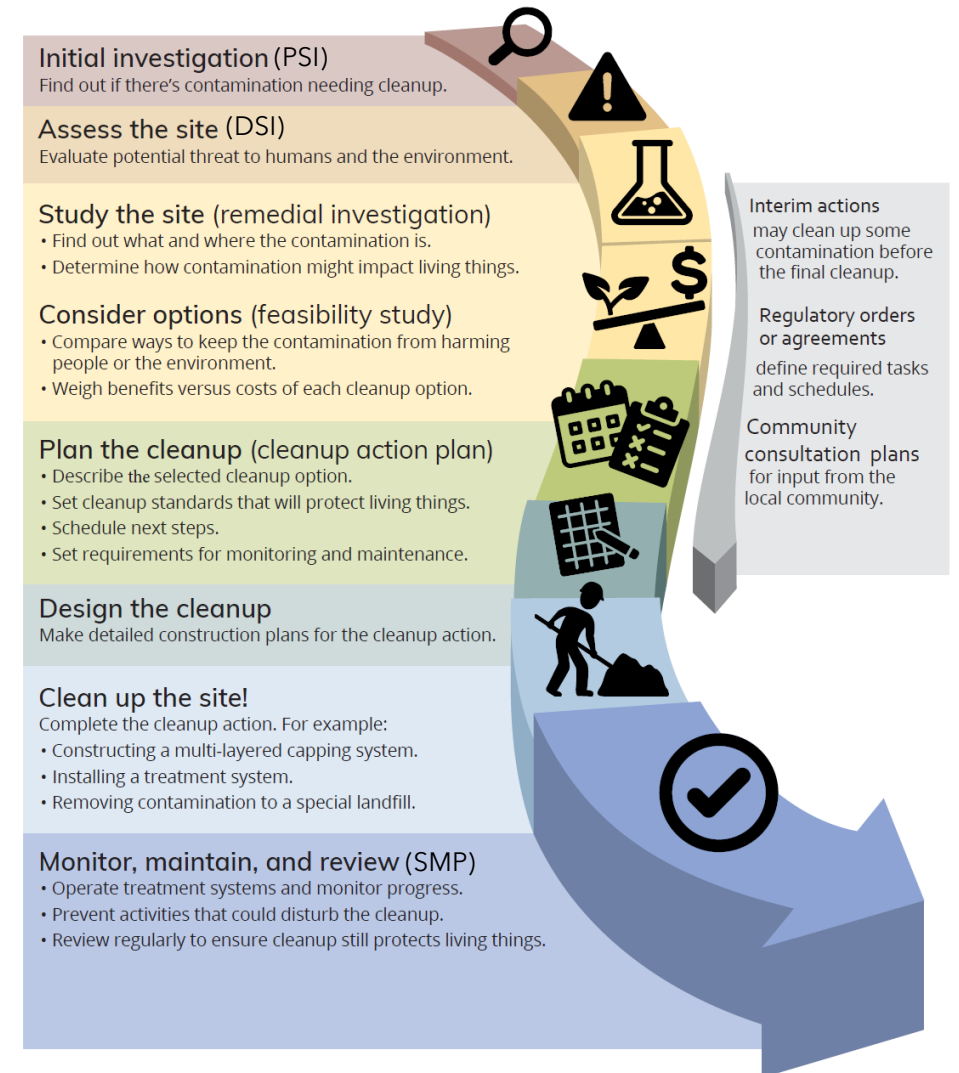 Initial investigation (PSI)
Find out if there's contamination needing cleanup.
Assess the site (DSI)
Evaluate potential threat to humans and the environment.
Study the site (remedial investigation)
• Find out what and where the contamination is.
• Determine how contamination might impact living things.
Consider options (feasibility study)
• Compare ways to keep the contamination from harming
people or the environment.
• Weigh benefits versus costs of each cleanup option.
Plan the cleanup (cleanup action plan)
• Describe the selected cleanup option.
• Set cleanup standards that will protect living things.
• Schedule next steps.
• Set requirements for monitoring and maintenance.
Design the cleanup
Make detailed construction plans for the cleanup action.
Clean up the site!
Complete the cleanup action. For example:
• Constructing a multi-layered capping system.
• Installing a treatment system.
• Removing contamination to a special landfill.
Monitor, maintain, and review (SMP)
• Operate treatment systems and monitor progress.
• Prevent activities that could disturb the cleanup.
• Review regularly to ensure cleanup still protects living things.
$
Interim actions
may clean up some
contamination before
the final cleanup.
Regulatory orders
or agreements
define required tasks
and schedules.
Community
consultation plans
for input from the
local community.